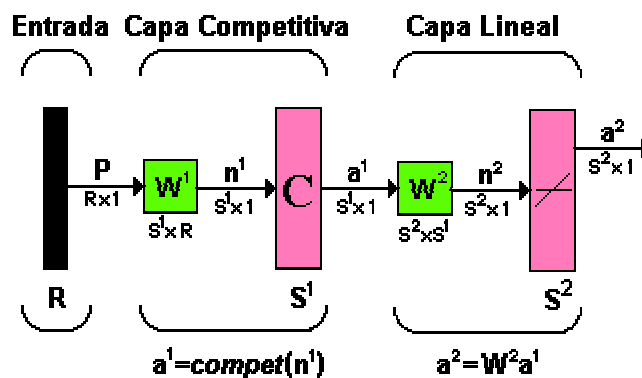 Entrada Capa Competitiva Capa Lineal
P
R×1
W¹
S¹×R
n¹
S¹×1
C
a¹
S¹×1
W²
S²×S¹
n²
S²×1
a²
S²×1
R S¹ S²
a¹=compet(n¹) a²=W²a¹